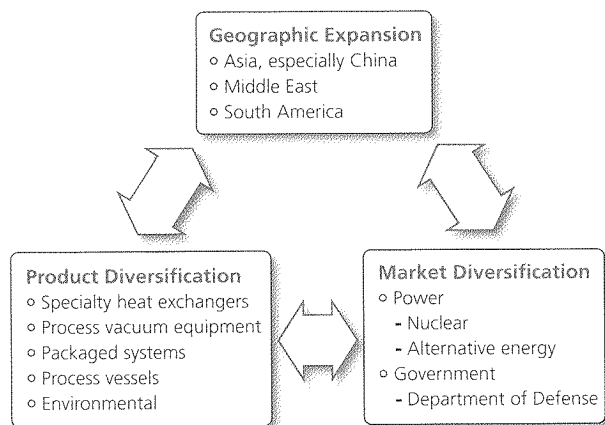 Geographic Expansion
○ Asia, especially China
○ Middle East
○ South America
Product Diversification
○ Specialty heat exchangers
○ Process vacuum equipment
○ Packaged systems
○ Process vessels
○ Environmental
Market Diversification
○ Power
- Nuclear
- Alternative energy
○ Government
- Department of Defense